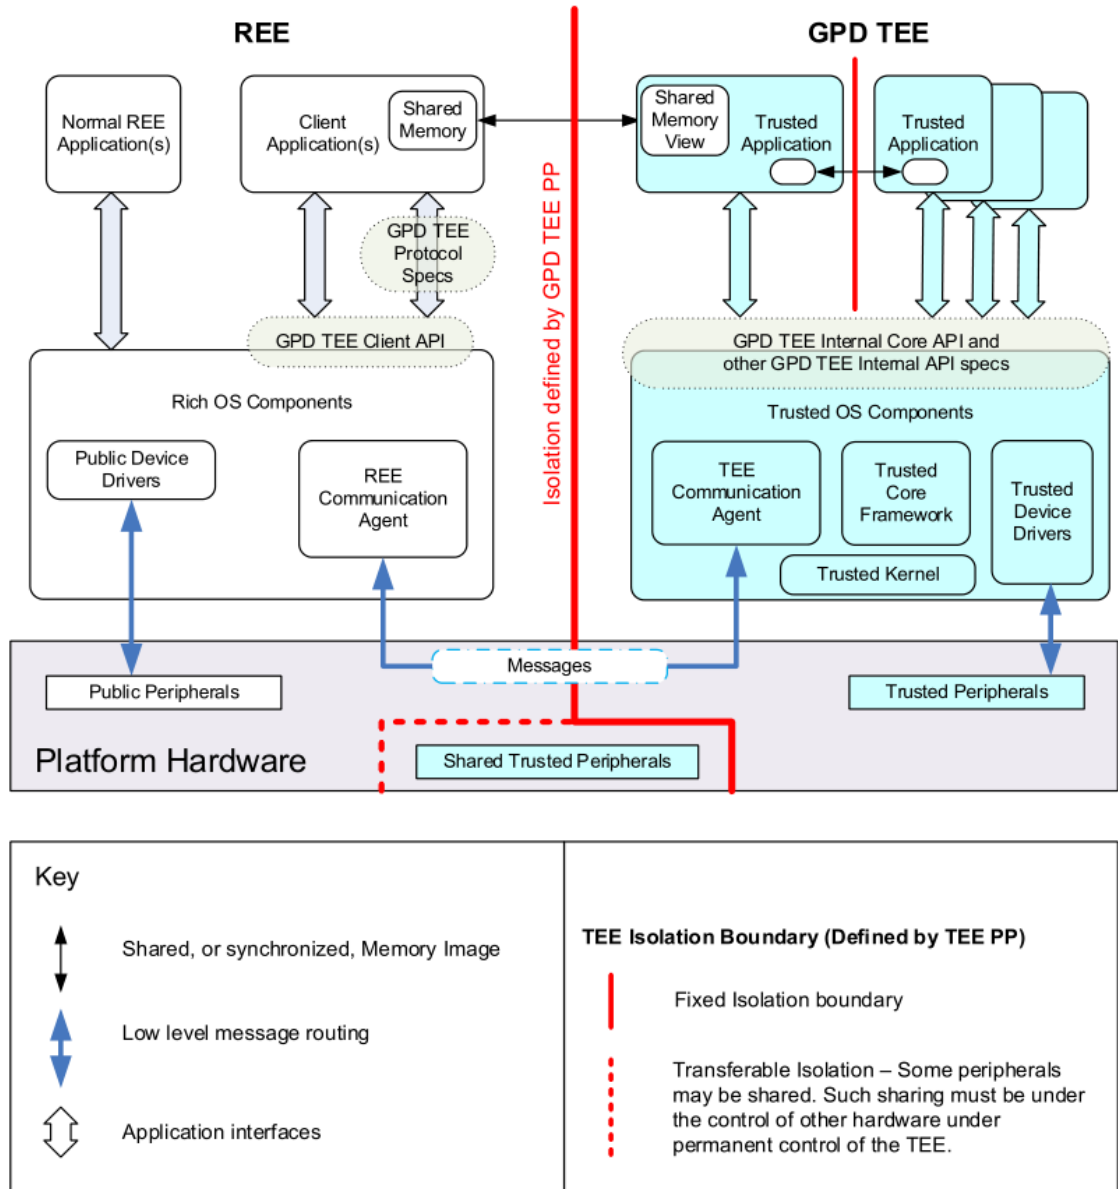 REE
GPD TEE
Normal REE
Application(s)
Client
Application(s)
Shared
Memory
Shared
Memory
View
Trusted
Application
Trusted
Application
GPD TEE
Protocol
Specs
Isolation defined by GPD TEE PP
GPD TEE Client API
GPD TEE Internal Core API and
other GPD TEE Internal API specs
Rich OS Components
Trusted OS Components
Public Device
Drivers
REE
Communication
Agent
TEE
Communication
Agent
Trusted
Core
Framework
Trusted
Device
Drivers
Trusted Kernel
Messages
Public Peripherals
Trusted Peripherals
Platform Hardware
Shared Trusted Peripherals
Key
Shared, or synchronized, Memory Image
Low level message routing
Application interfaces
TEE Isolation Boundary (Defined by TEE PP)
Fixed Isolation boundary
Transferable Isolation – Some peripherals
may be shared. Such sharing must be under
the control of other hardware under
permanent control of the TEE.